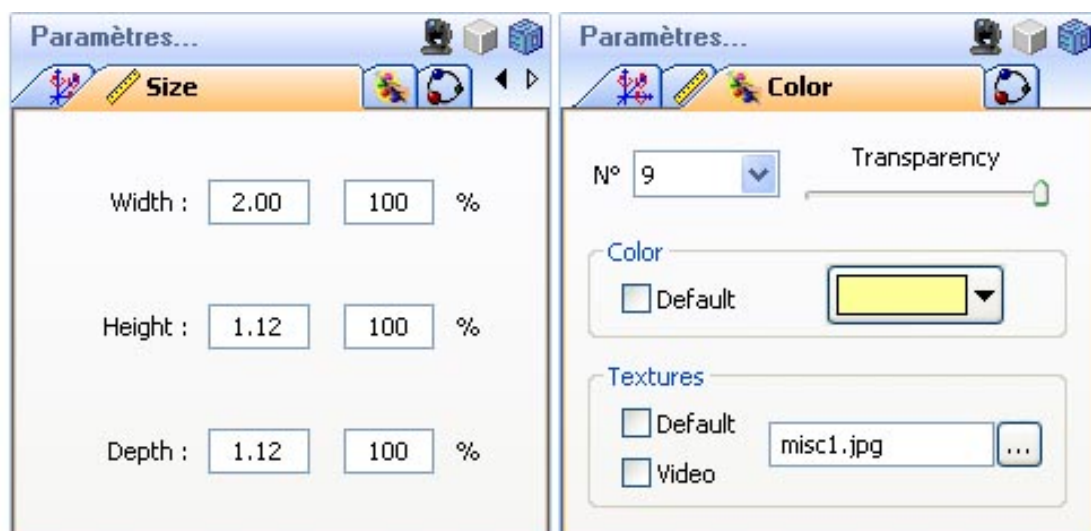 Paramètres...
Size
Width : 2.00 100 %
Height : 1.12 100 %
Depth : 1.12 100 %
Paramètres...
Color
N° 9 Transparency
Color
Default
Textures
Default
misc1.jpg ...
Video